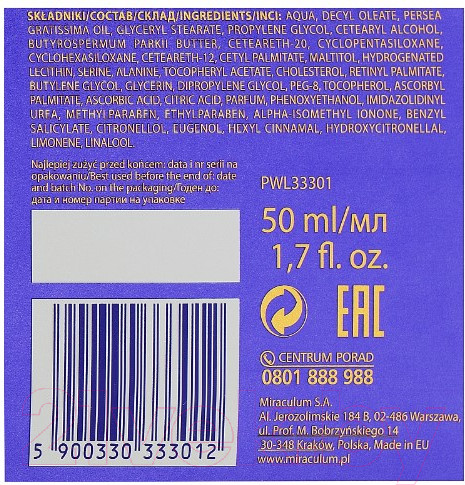 SKŁADNIKI/СОСТАВ/СКЛАД/INGREDIENTS/INCI: AQUA, DECYL OLEATE, PERSEA
GRATISSIMA OIL, GLYCERYL STEARATE, PROPYLENE GLYCOL, CETEARYL ALCOHOL,
BUTYROSPERMUM PARKII BUTTER, CETEARETH-20, CYCLOPENTASILOXANE,
CYCLOHEXASILOXANE, CETEARETH-12, CETYL PALMITATE, MALTITOL, HYDROGENATED
LECITHIN, SERINE, ALANINE, TOCOPHERYL ACETATE, CHOLESTEROL, RETINYL PALMITATE,
BUTYLENE GLYCOL, GLYCERIN, DIPROPYLENE GLYCOL, PEG-8, TOCOPHEROL, ASCORBYL
PALMITATE, ASCORBIC ACID, CITRIC ACID, PARFUM, PHENOXYETHANOL, IMIDAZOLIDINYL
UREA, METHYLPARABEN, ETHYLPARABEN, ALPHA-ISOMETHYL IONONE, BENZYL
SALICYLATE, CITRONELLOL, EUGENOL, HEXYL CINNAMAL, HYDROXYCITRONELLAL,
LIMONENE, LINALOOL.
Najlepiej zużyć przed końcem: data i nr serii na
opakowaniu/Best used before the end of: date
and batch No. on the packaging/Годен до:
дата и номер партии на упаковке
PWL33301
50 ml/мл
1,7 fl. oz.
EAC
CENTRUM PORAD
0801 888 988
Miraculum S.A.
Al. Jerozolimskie 184 B, 02-486 Warszawa,
ul. Prof. M. Bobrzyńskiego 14
30-348 Kraków, Polska, Made in EU
www.miraculum.pl
5 900330 333012